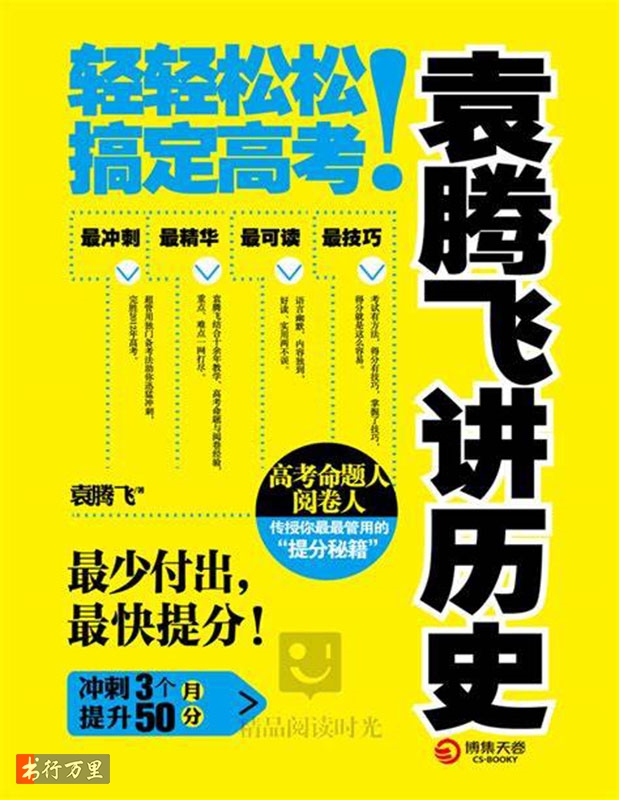 轻轻松松
搞定高考!
袁腾飞讲历史
最冲刺
最精华
最可读
最技巧
超管用独门备考法助你迅猛冲刺,
完胜2012年高考。
袁腾飞结合十余年教学、高考命题与阅卷经验,
重点、难点一网打尽。
语言幽默、内容独到,
好读、实用两不误。
考试有方法,得分有技巧,掌握了技巧,
得分就是这么容易。
袁腾飞/著
高考命题人
阅卷人
传授你最最管用的
“提分秘籍”
最少付出,
最快提分!
冲刺3个月
提升50分
精品阅读时光
书行万里
博集天卷
CS-BOOKY